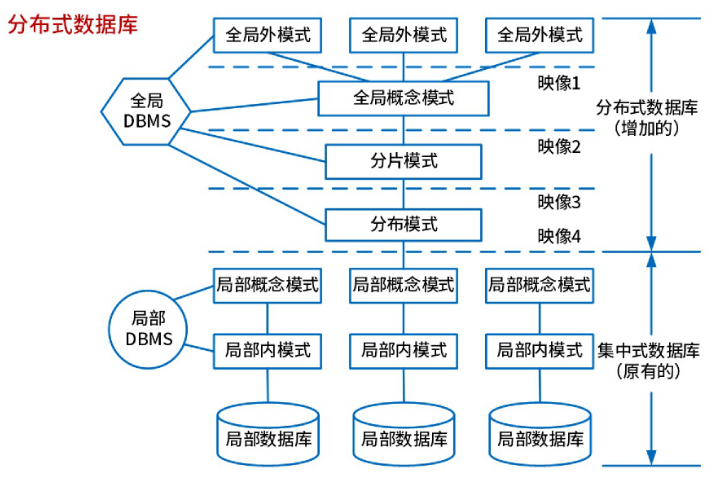 分布式数据库
全局外模式
全局外模式
全局外模式
映像1
全局
DBMS
全局概念模式
分布式数据库
（增加的）
映像2
分片模式
映像3
分布模式
映像4
局部概念模式
局部概念模式
局部概念模式
局部
DBMS
局部内模式
局部内模式
局部内模式
集中式数据库
（原有的）
局部数据库
局部数据库
局部数据库